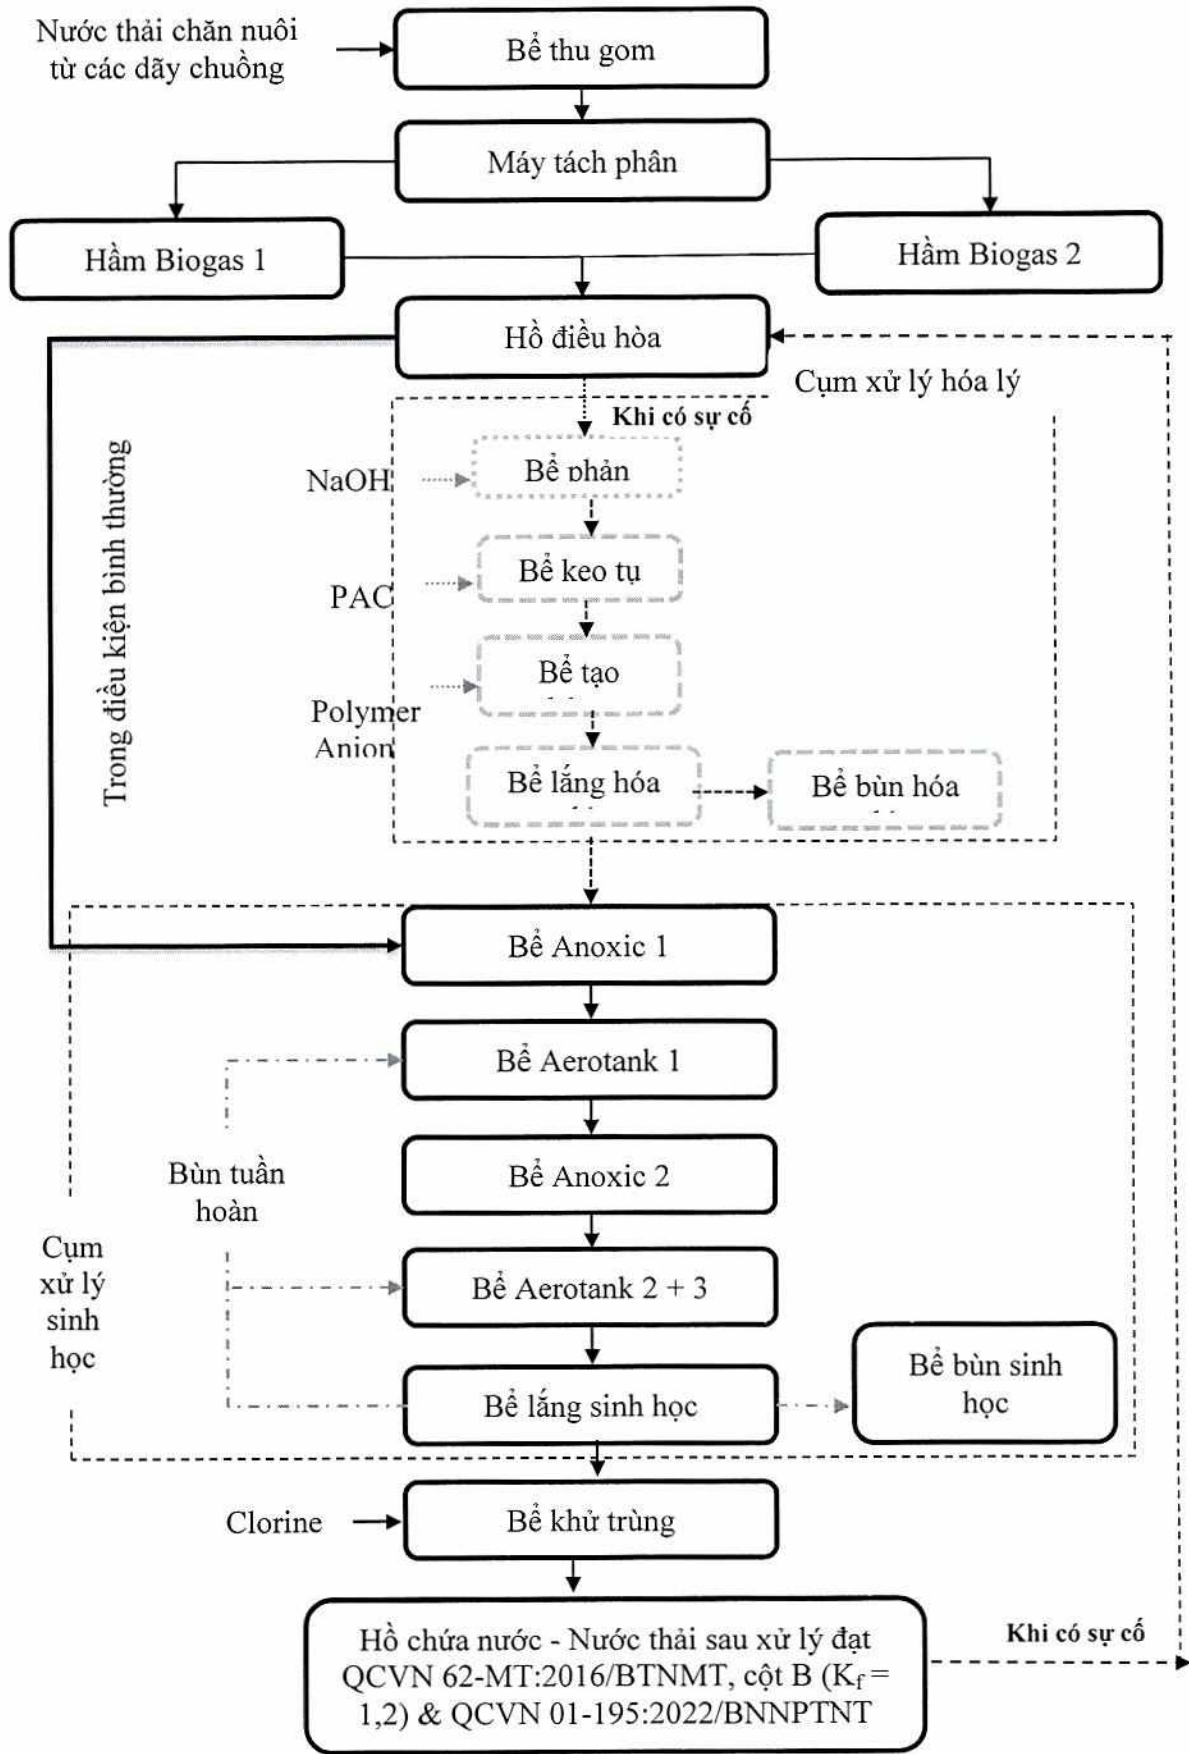 Nước thải chăn nuôi
từ các dãy chuồng
Bể thu gom
Máy tách phân
Hầm Biogas 1
Hầm Biogas 2
Hồ điều hòa
Cụm xử lý hóa lý
Khi có sự cố
Trong điều kiện bình thường
NaOH
Bể phản
PAC
Bể keo tụ
Bể tạo
Polymer
Anion
Bể lắng hóa
Bể bùn hóa
Bể Anoxic 1
Bể Aerotank 1
Bùn tuần
hoàn
Bể Anoxic 2
Cụm
xử lý
sinh
học
Bể Aerotank 2 + 3
Bể lắng sinh học
Bể bùn sinh
học
Clorine
Bể khử trùng
Hồ chứa nước - Nước thải sau xử lý đạt
QCVN 62-MT:2016/BTNMT, cột B (Kf =
1,2) & QCVN 01-195:2022/BNNPTNT
Khi có sự cố